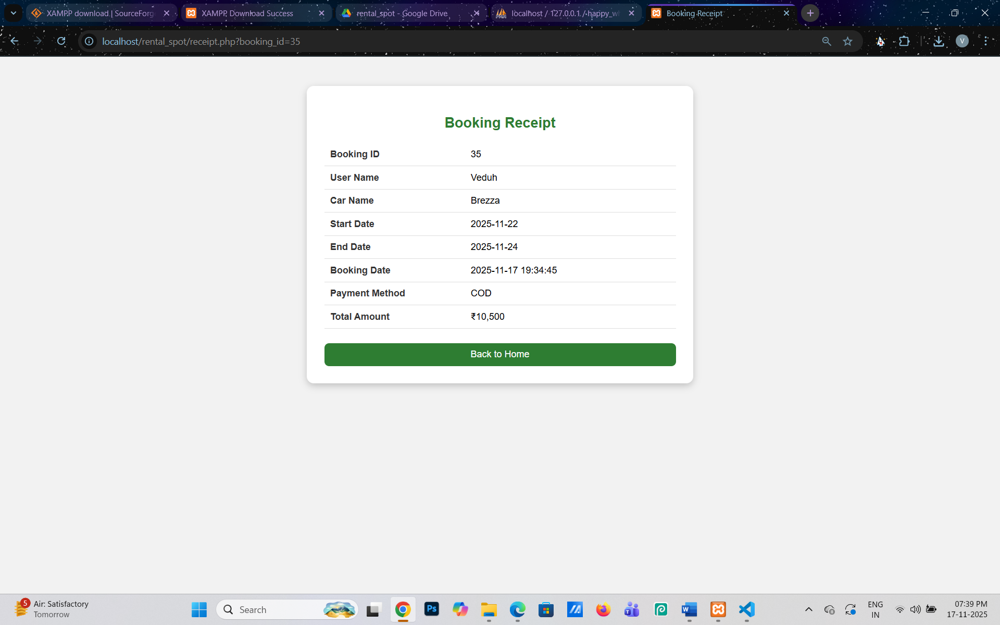 XAMPP download | SourceForg
XAMPP Download Success
rental_spot - Google Drive
localhost / 127.0.0.1 / happy_w
Booking Receipt
localhost/rental_spot/receipt.php?booking_id=35
V
Booking Receipt
Booking ID 35
User Name Veduh
Car Name Brezza
Start Date 2025-11-22
End Date 2025-11-24
Booking Date 2025-11-17 19:34:45
Payment Method COD
Total Amount ₹10,500
Back to Home
5
Air: Satisfactory
Tomorrow
Search
Ps
ENG
IN
07:39 PM
17-11-2025